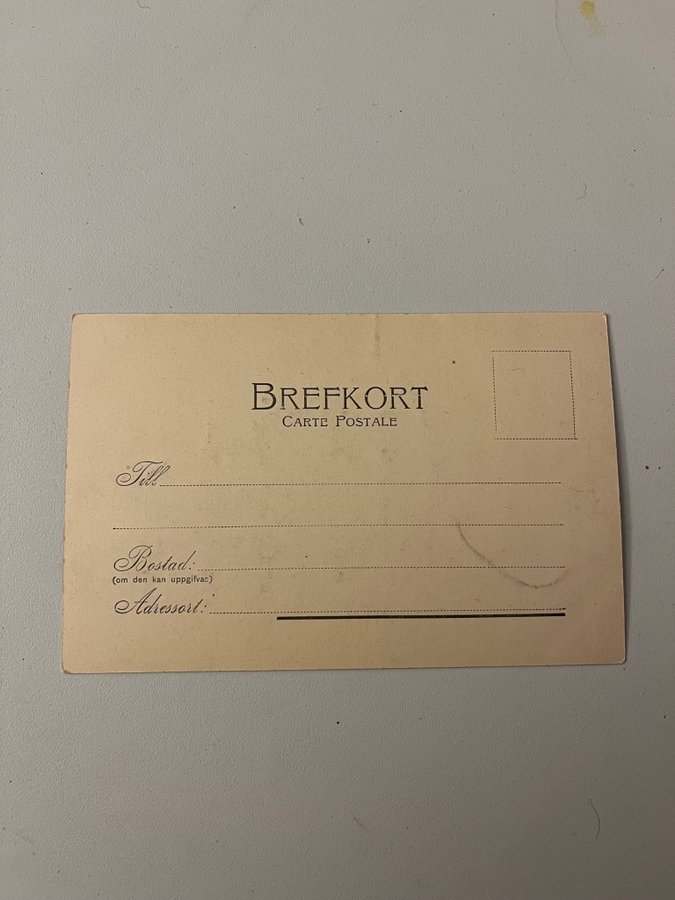 BREFKORT
CARTE POSTALE
Till
Bostad:
(om den kan uppgifvas)
Adressort: